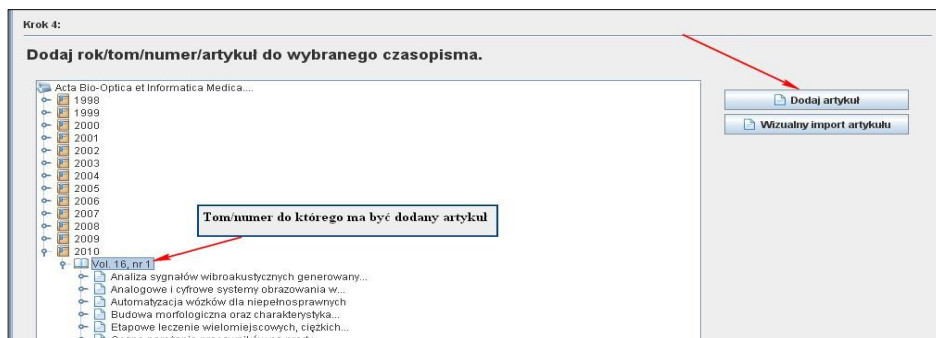 Krok 4:
Dodaj rok/tom/numer/artykuł do wybranego czasopisma.
Acta Bio-Optica et Informatica Medica....
1998
1999
2000
2001
2002
2003
2004
2005
2006
2007
2008
2009
2010
Vol. 16, nr 1
Analiza sygnałów wibroakustycznych generowany...
Analogowe i cyfrowe systemy obrazowania w...
Automatyzacja wózków dla niepełnosprawnych
Budowa morfologiczna oraz charakterystyka...
Etapowe leczenie wielomiejscowych, ciężkich...
Tom/numer do którego ma być dodany artykuł
Dodaj artykuł
Wizualny import artykułu